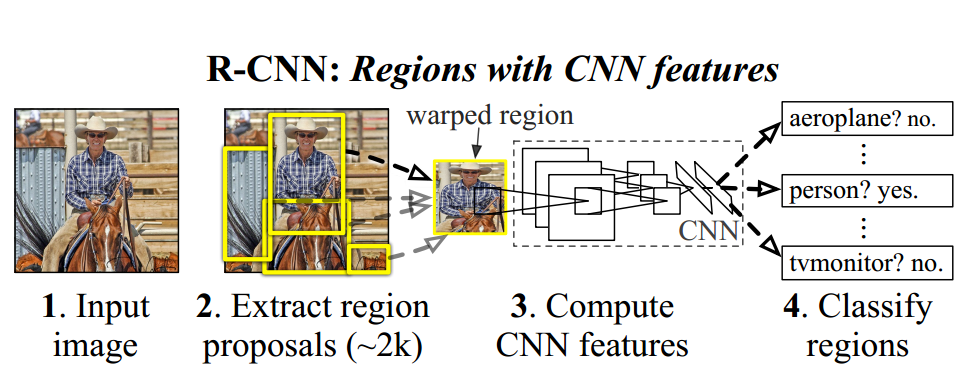 R-CNN: Regions with CNN features
warped region
aeroplane? no.
person? yes.
tvmonitor? no.
CNN
1. Input
image
2. Extract region
proposals (~2k)
3. Compute
CNN features
4. Classify
regions